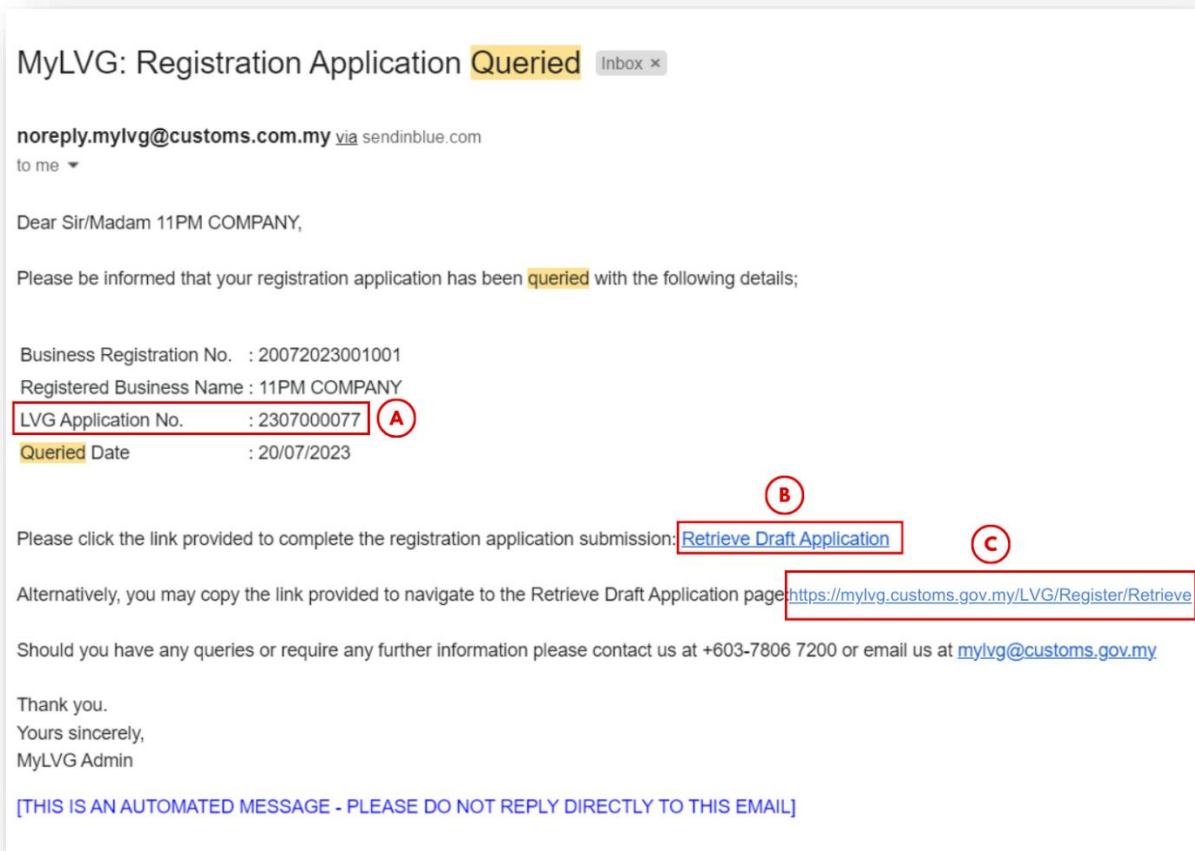 MyLVG: Registration Application Queried Inbox ×
noreply.mylvg@customs.com.my via sendinblue.com
to me
Dear Sir/Madam 11PM COMPANY,
Please be informed that your registration application has been queried with the following details;
Business Registration No. : 20072023001001
Registered Business Name : 11PM COMPANY
LVG Application No. : 2307000077 A
Queried Date : 20/07/2023
B
Please click the link provided to complete the registration application submission: Retrieve Draft Application
C
Alternatively, you may copy the link provided to navigate to the Retrieve Draft Application page:https://mylvg.customs.gov.my/LVG/Register/Retrieve
Should you have any queries or require any further information please contact us at +603-7806 7200 or email us at mylvg@customs.gov.my
Thank you.
Yours sincerely,
MyLVG Admin
[THIS IS AN AUTOMATED MESSAGE - PLEASE DO NOT REPLY DIRECTLY TO THIS EMAIL]